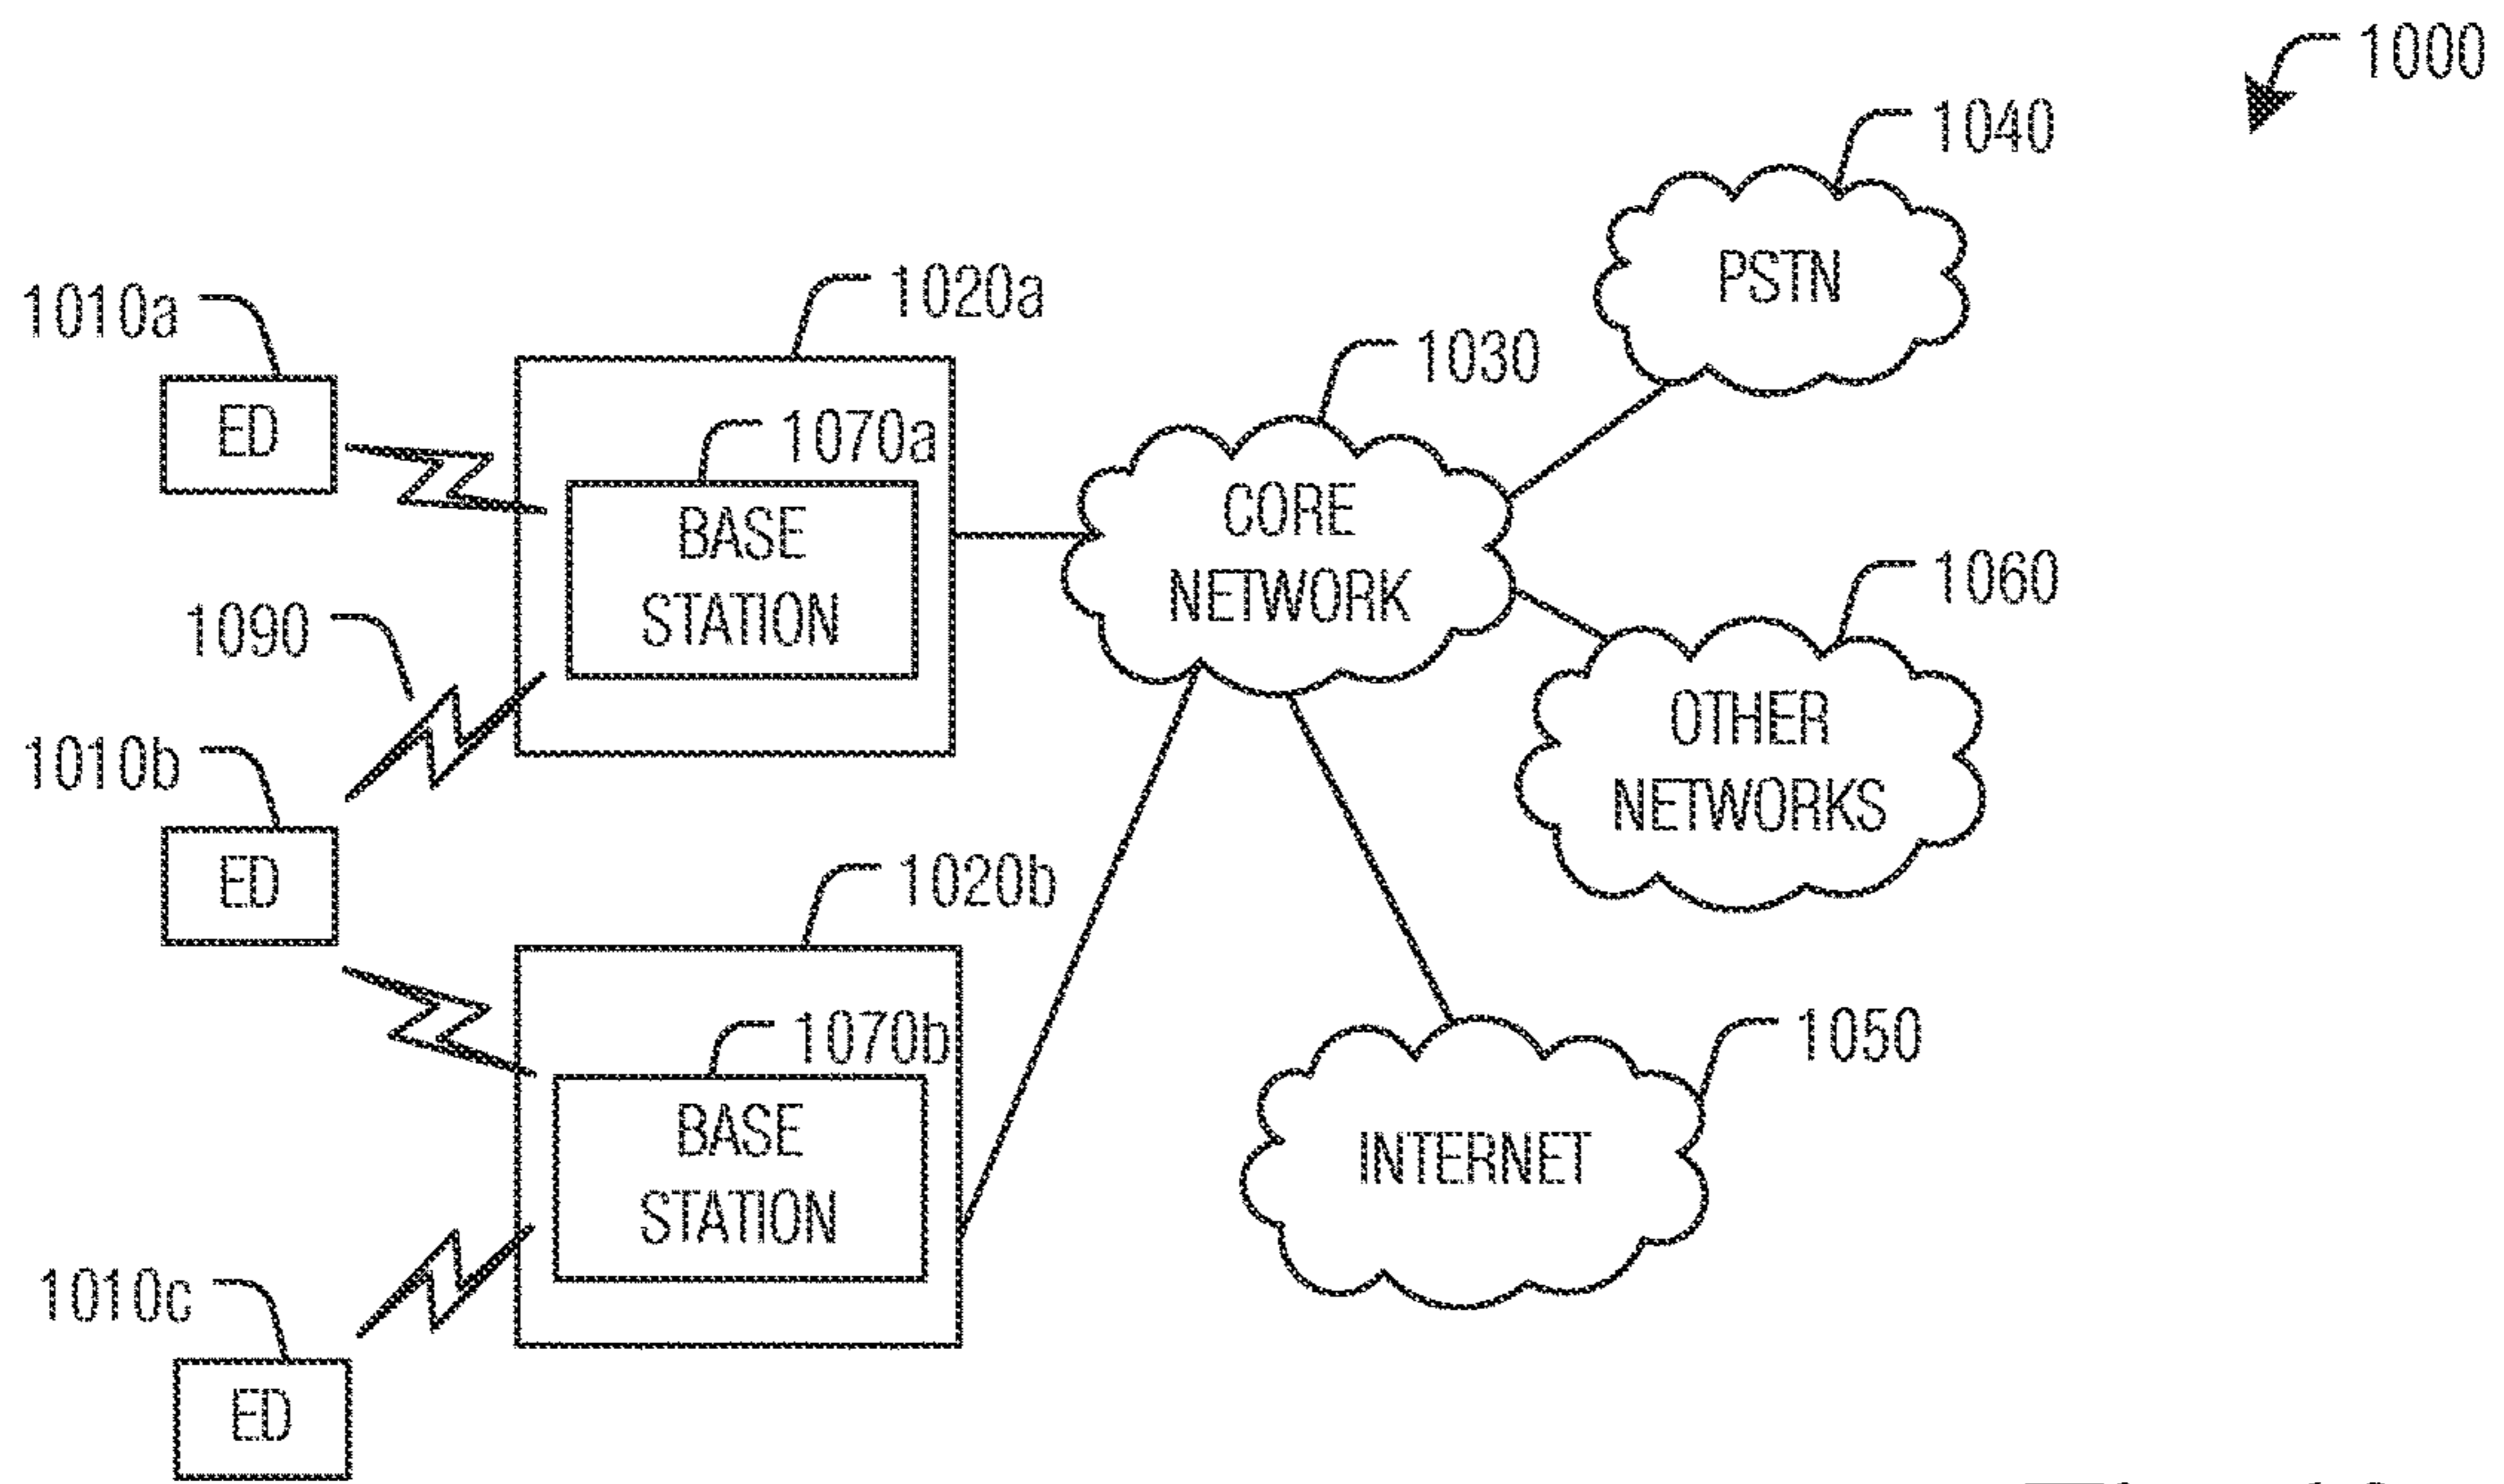 1000
1040
PSTN
1010a
1020a
1030
ED
1070a
BASE
STATION
CORE
NETWORK
1060
1090
OTHER
NETWORKS
1010b
ED
1020b
1070b
BASE
STATION
1050
INTERNET
1010c
ED